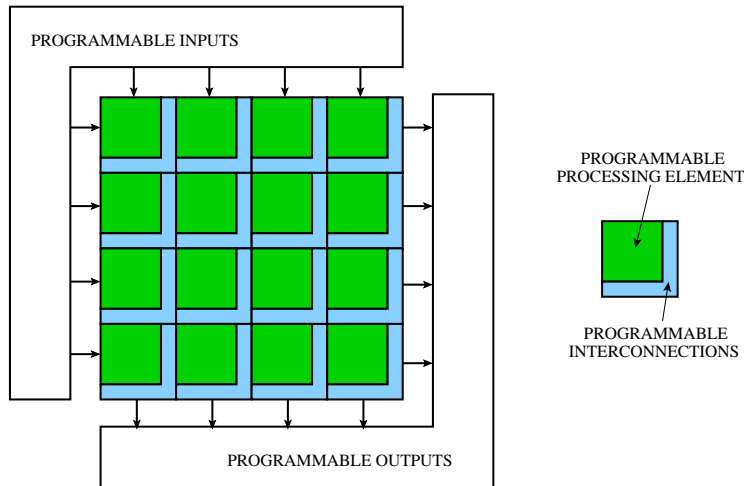 PROGRAMMABLE INPUTS
PROGRAMMABLE
PROCESSING ELEMENT
PROGRAMMABLE
INTERCONNECTIONS
PROGRAMMABLE OUTPUTS